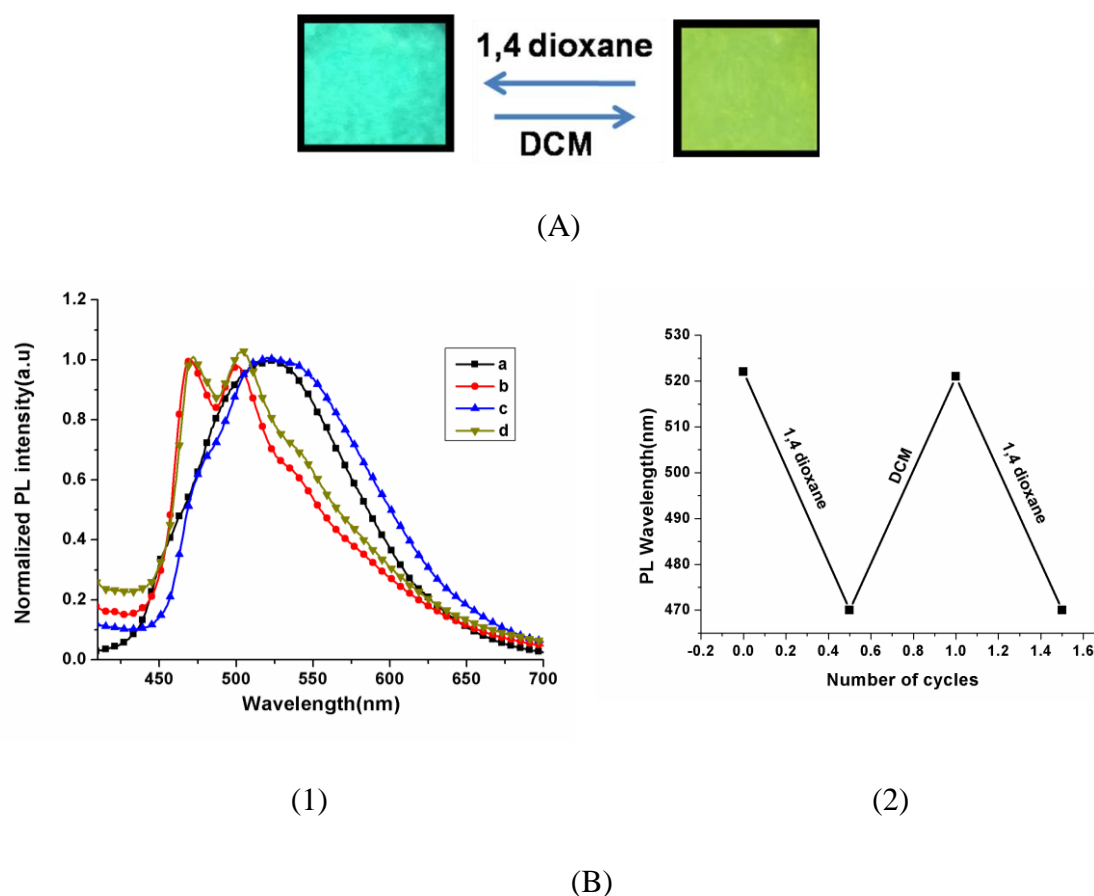 1,4 dioxane
DCM
(A)
Normalized PL intensity(a.u)
1.2
1.0
0.8
0.6
0.4
0.2
0.0
450 500 550 600 650 700
Wavelength(nm)
a
b
c
d
PL Wavelength(nm)
530
520
510
500
490
480
470
1,4 dioxane
DCM
1,4 dioxane
-0.2 0.0 0.2 0.4 0.6 0.8 1.0 1.2 1.4 1.6
Number of cycles
(1)
(2)
(B)